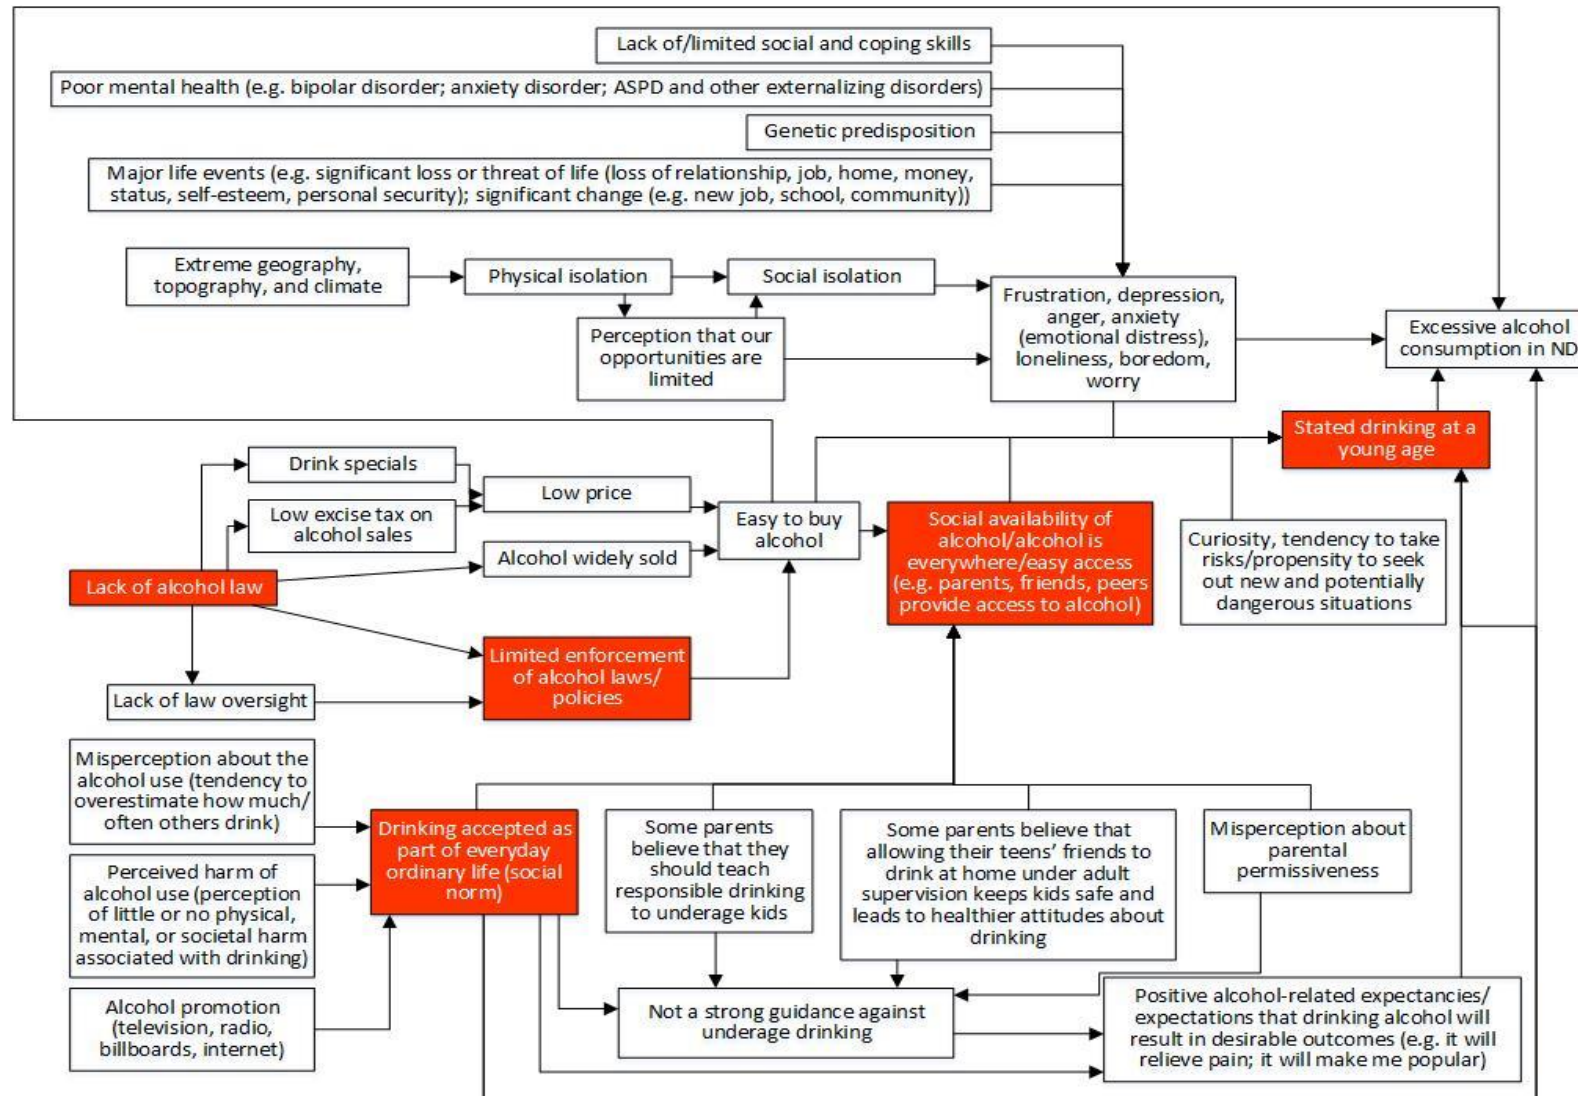 Lack of/limited social and coping skills
Poor mental health (e.g. bipolar disorder; anxiety disorder; ASPD and other externalizing disorders)
Genetic predisposition
Major life events (e.g. significant loss or threat of life (loss of relationship, job, home, money,
status, self-esteem, personal security); significant change (e.g. new job, school, community))
Extreme geography,
topography, and climate
Physical isolation
Social isolation
Perception that our
opportunities are
limited
Frustration, depression,
anger, anxiety
(emotional distress),
loneliness, boredom,
worry
Excessive alcohol
consumption in ND
Stated drinking at a
young age
Drink specials
Low excise tax on
alcohol sales
Low price
Alcohol widely sold
Easy to buy
alcohol
Social availability of
alcohol/alcohol is
everywhere/easy access
(e.g. parents, friends, peers
provide access to alcohol)
Curiosity, tendency to take
risks/propensity to seek
out new and potentially
dangerous situations
Lack of alcohol law
Limited enforcement
of alcohol laws/
policies
Lack of law oversight
Misperception about the
alcohol use (tendency to
overestimate how much/
often others drink)
Perceived harm of
alcohol use (perception
of little or no physical,
mental, or societal harm
associated with drinking)
Alcohol promotion
(television, radio,
billboards, internet)
Drinking accepted as
part of everyday
ordinary life (social
norm)
Some parents
believe that they
should teach
responsible drinking
to underage kids
Some parents believe that
allowing their teens' friends to
drink at home under adult
supervision keeps kids safe and
leads to healthier attitudes about
drinking
Misperception about
parental
permissiveness
Not a strong guidance against
underage drinking
Positive alcohol-related expectancies/
expectations that drinking alcohol will
result in desirable outcomes (e.g. it will
relieve pain; it will make me popular)